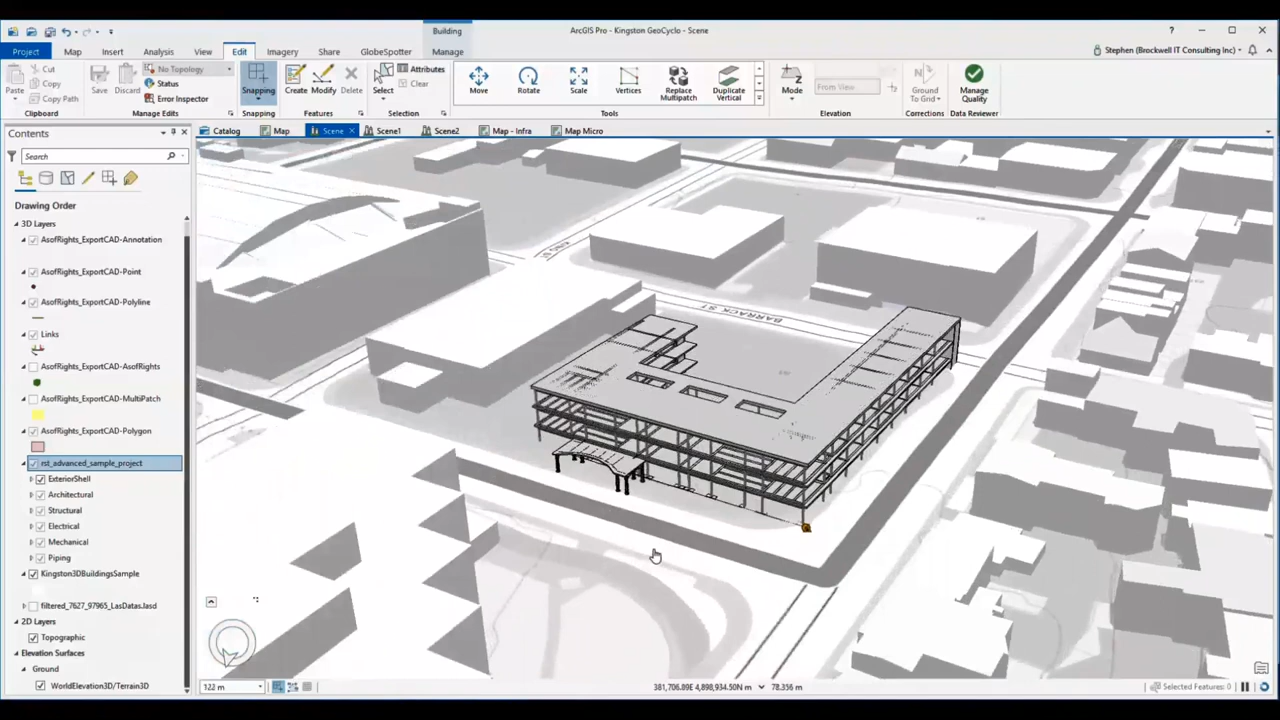 Building
ArcGIS Pro - Kingston GeoCyclo - Scene
?
Project Map Insert Analysis View Edit Imagery Share GlobeSpotter Manage
Stephen (Brockwell IT Consulting Inc)
Paste
Cut
Copy
Copy Path
Clipboard
Save Discard
No Topology
Status
Error Inspector
Manage Edits
Snapping
Snapping
Create Modify Delete
Features
Select
Attributes
Clear
Selection
Move Rotate Scale Vertices Replace Multipatch Duplicate Vertical
Tools
Mode From View
Elevation
Ground To Grid
Corrections
Manage Quality
Data Reviewer
Catalog Map Scene Scene1 Scene2 Map - Infra Map Micro
Contents
Search
Drawing Order
3D Layers
AsofRights_ExportCAD-Annotation
AsofRights_ExportCAD-Point
AsofRights_ExportCAD-Polyline
Links
AsofRights_ExportCAD-AsofRights
AsofRights_ExportCAD-MultiPatch
AsofRights_ExportCAD-Polygon
rst_advanced_sample_project
ExteriorShell
Architectural
Structural
Electrical
Mechanical
Piping
Kingston3DBuildingsSample
filtered_7627_97965_LasDatas.lasd
2D Layers
Topographic
Elevation Surfaces
Ground
WorldElevation3D/Terrain3D
KING ST
BARRACK ST
122 m
381,706.89E 4,898,934.50N m
78.356 m
Selected Features: 0